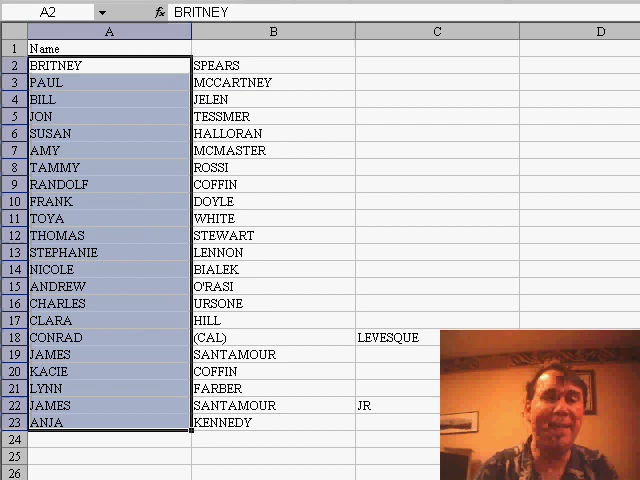 A2 fx BRITNEY
A B C D
1 Name
2 BRITNEY SPEARS
3 PAUL MCCARTNEY
4 BILL JELEN
5 JON TESSMER
6 SUSAN HALLORAN
7 AMY MCMASTER
8 TAMMY ROSSI
9 RANDOLF COFFIN
10 FRANK DOYLE
11 TOYA WHITE
12 THOMAS STEWART
13 STEPHANIE LENNON
14 NICOLE BIALEK
15 ANDREW O'RASI
16 CHARLES URSONE
17 CLARA HILL
18 CONRAD (CAL) LEVESQUE
19 JAMES SANTAMOUR
20 KACIE COFFIN
21 LYNN FARBER
22 JAMES SANTAMOUR JR
23 ANJA KENNEDY
24
25
26